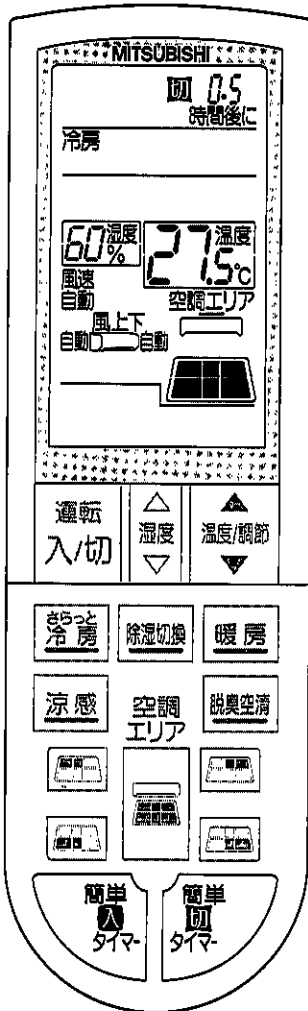 MITSUBISHI
切 0.5
時間後に
冷房
60% 湿度
27.5℃ 温度
風速
自動
空調エリア
風上下
自動 自動
運転
入/切
△
湿度
▽
▲
温度/調節
▼
さらっと
冷房
除湿切換
暖房
涼感
空調
エリア
脱臭空清
簡単
入
タイマー
簡単
切
タイマー